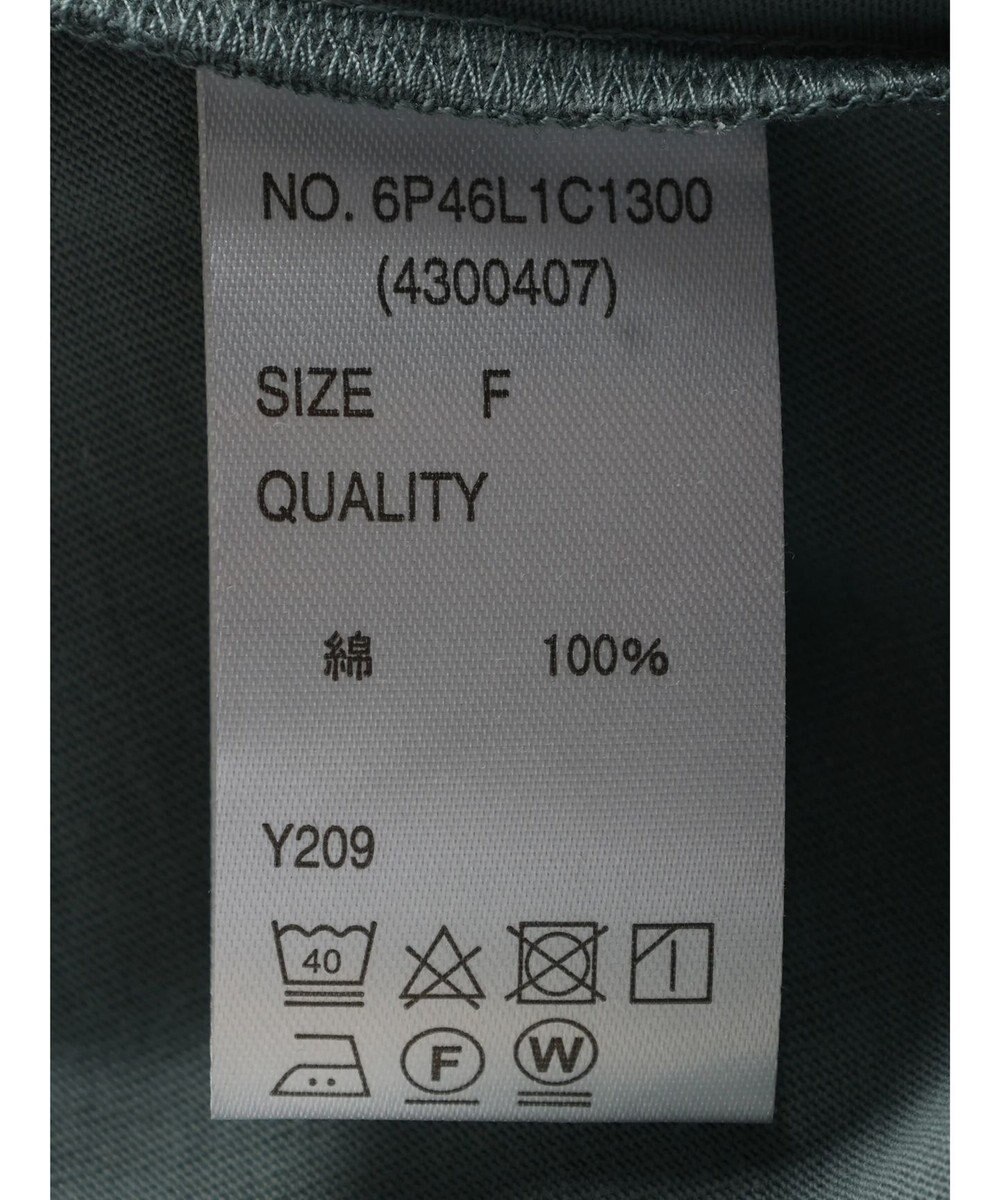 NO. 6P46L1C1300
(4300407)
SIZE F
QUALITY
綿 100%
Y209
40
F W